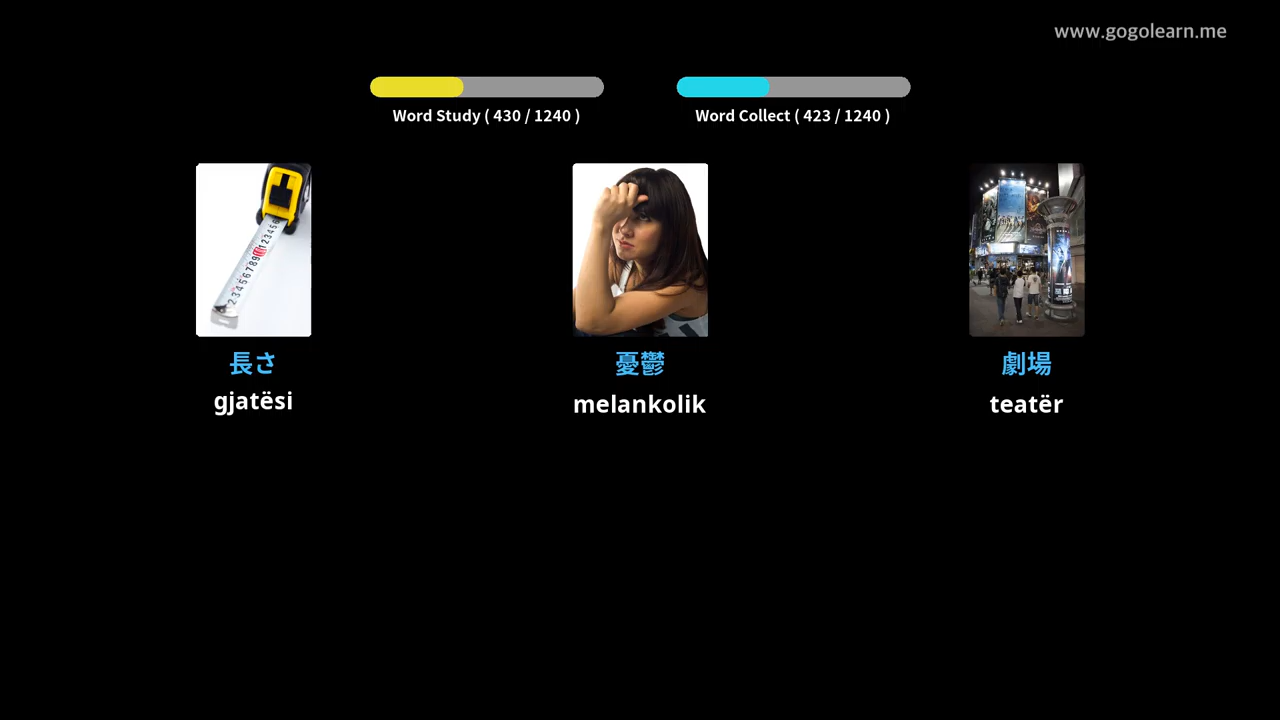 www.gogolearn.me
Word Study ( 430 / 1240 )
Word Collect ( 423 / 1240 )
長さ
gjatësi
憂鬱
melankolik
劇場
teatër